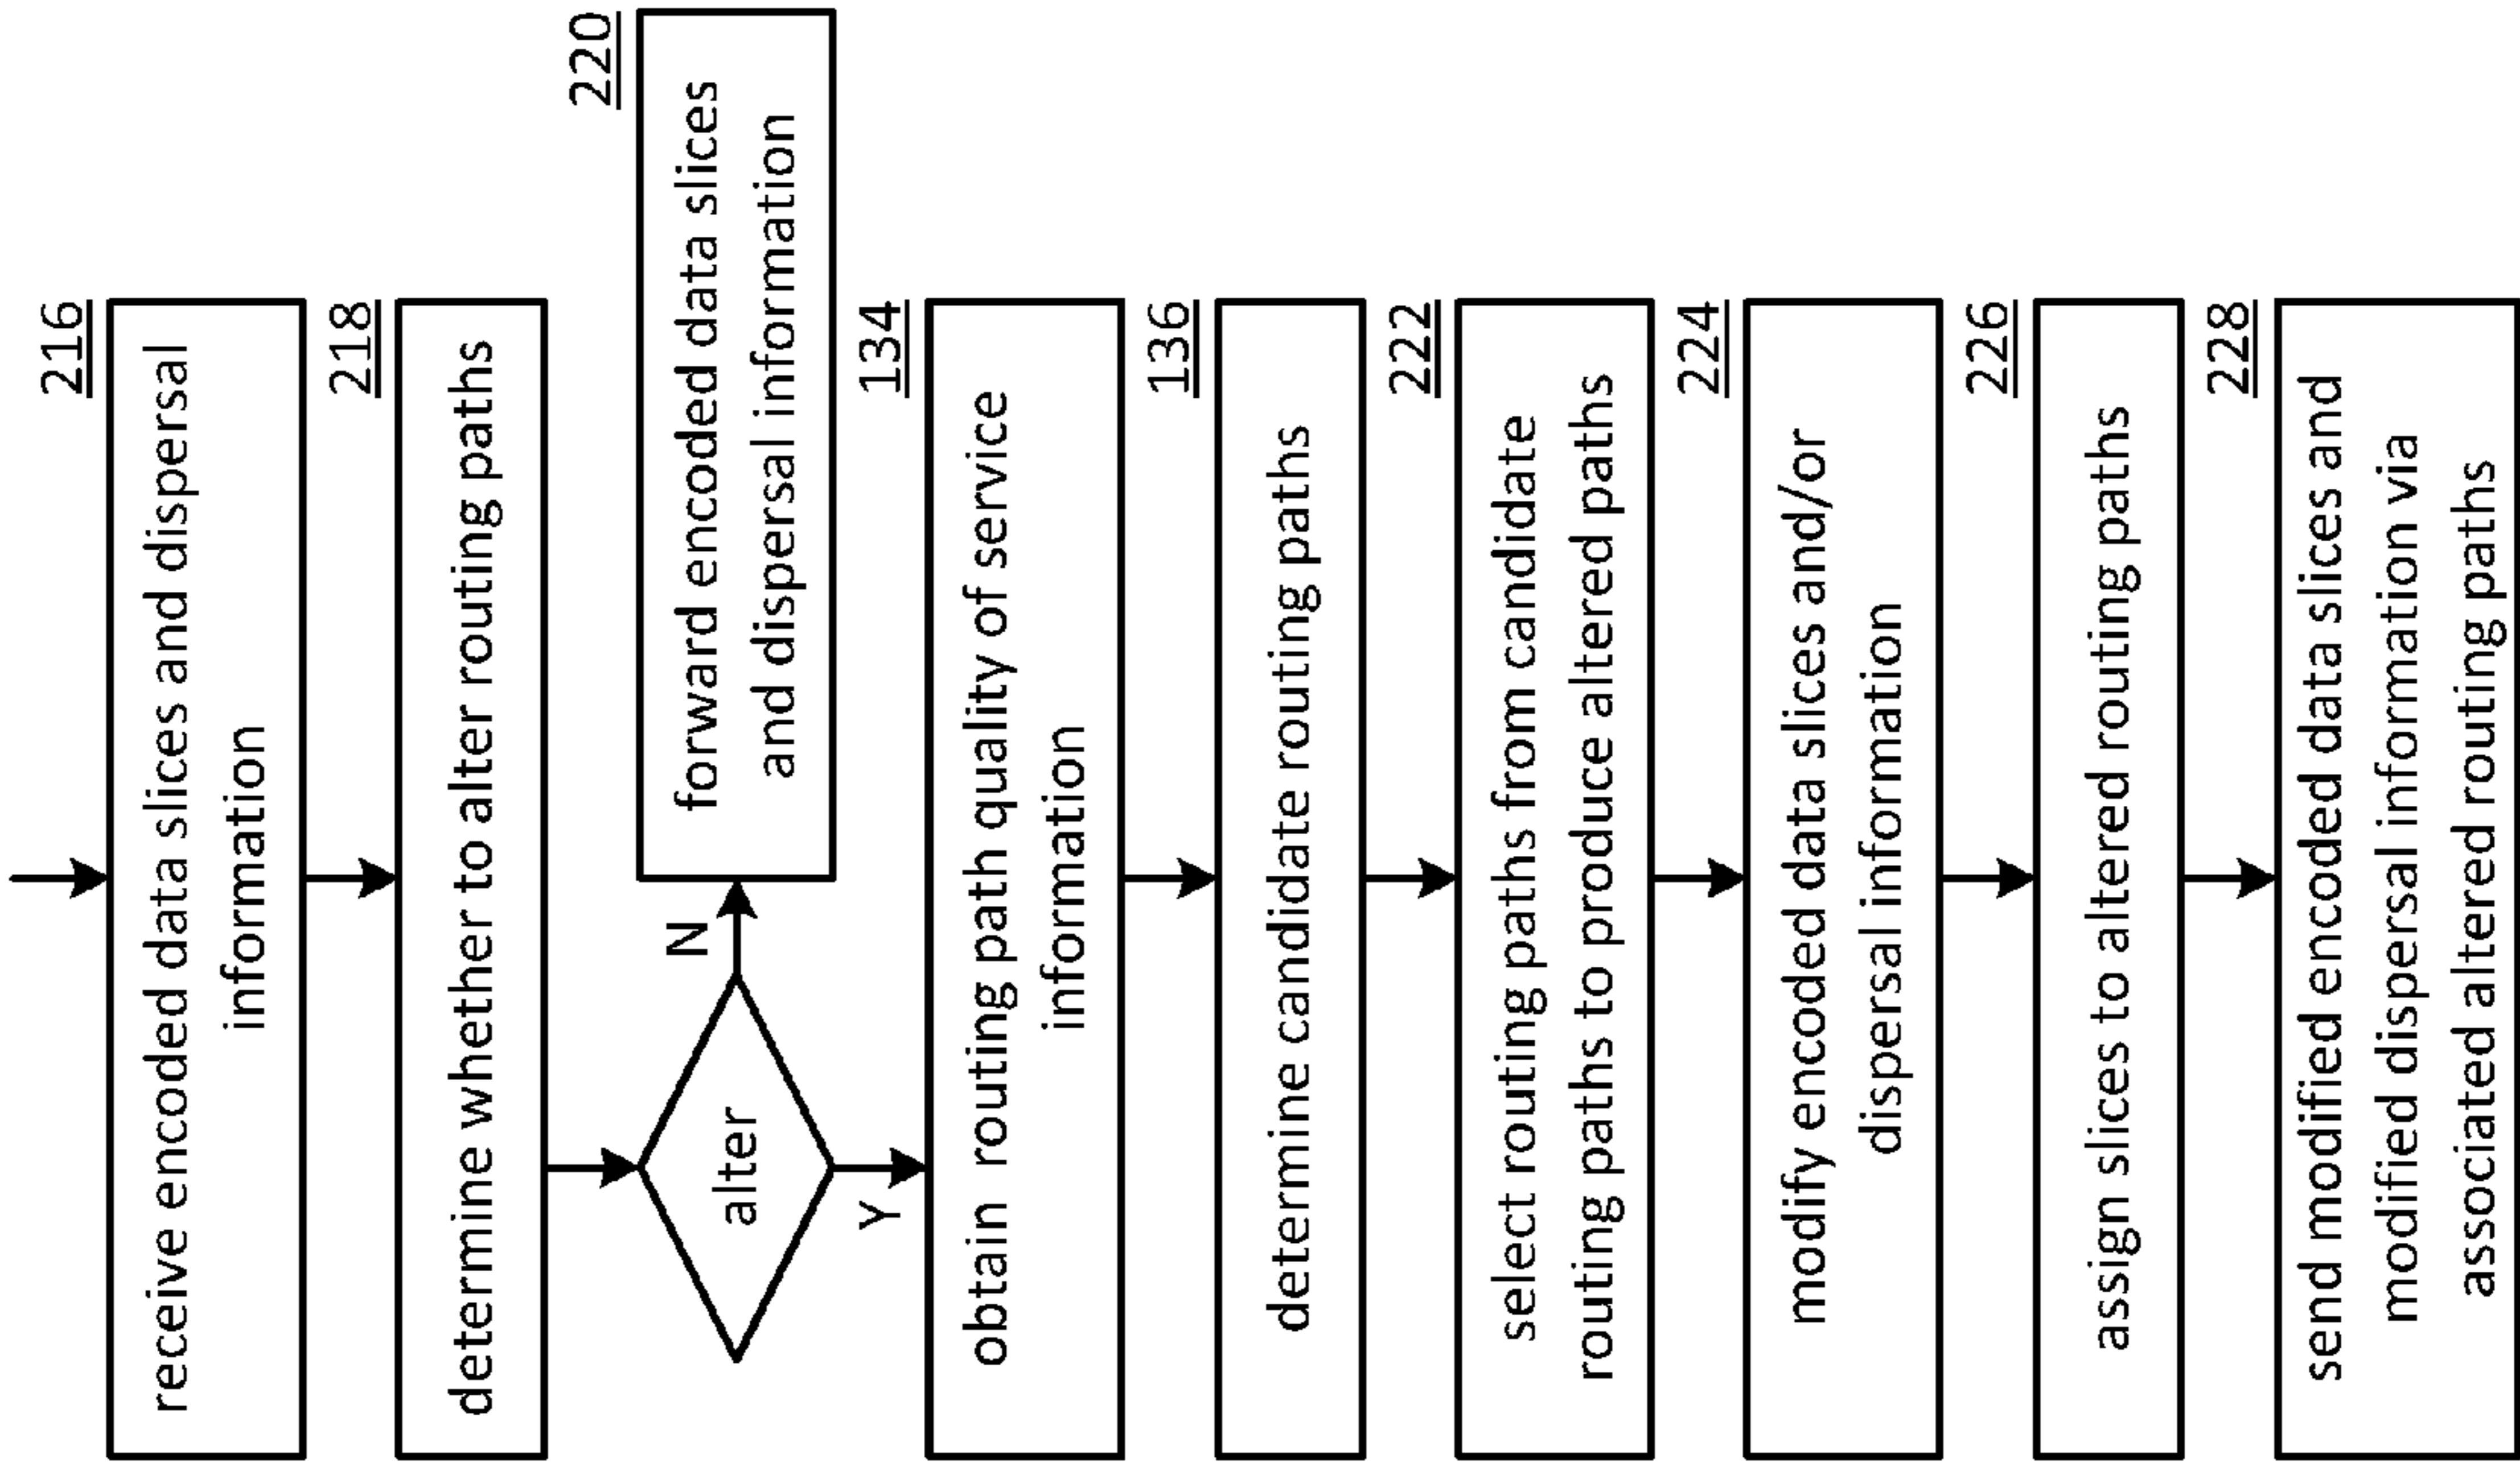 216
receive encoded data slices and dispersal
information
218
determine whether to alter routing paths
alter
N
220
forward encoded data slices
and dispersal information
Y
134
obtain routing path quality of service
information
136
determine candidate routing paths
222
select routing paths from candidate
routing paths to produce altered paths
224
modify encoded data slices and/or
dispersal information
226
assign slices to altered routing paths
228
send modified encoded data slices and
modified dispersal information via
associated altered routing paths